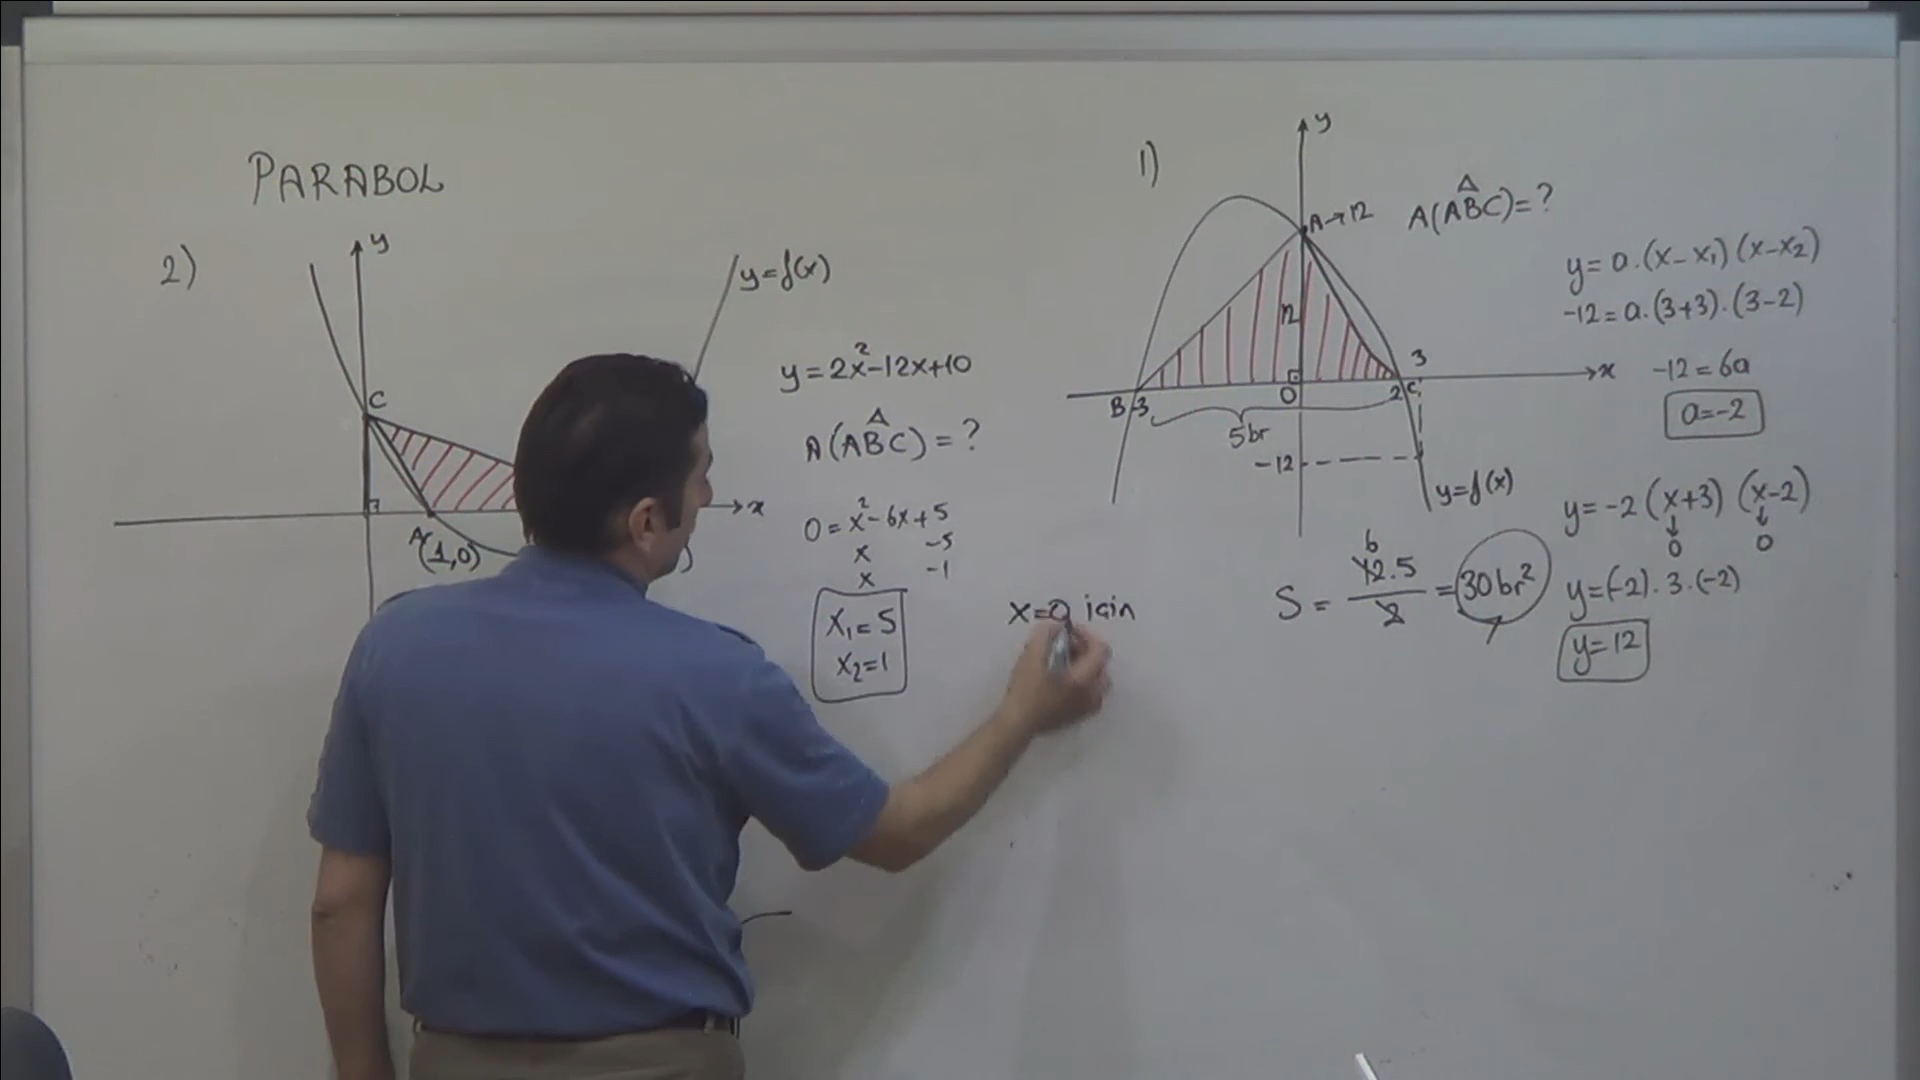 PARABOL
2)
y
y=f(x)
C
x
A(1,0)
)
y=2x²-12x+10
A(ABC)=?
0=x²-6x+5
x -5
x -1
x₁=5
x₂=1
x=0 için
1)
y
A→12
A(ABC)=?
12
B -3
O
2 C
3
x
5br
-12
y=f(x)
y=a.(x-x₁)(x-x₂)
-12=a.(3+3).(3-2)
-12=6a
a=-2
y=-2(x+3)(x-2)
0 0
y=(-2).3.(-2)
y=12
6
S=12.5/2=30br²